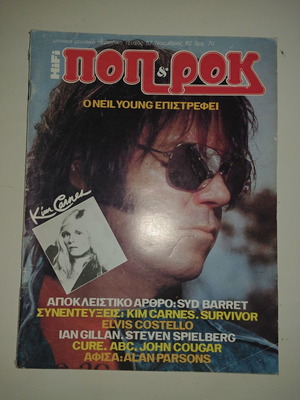 HiFi
ΠΟΠ & ΡΟΚ
Ο NEIL YOUNG ΕΠΙΣΤΡΕΦΕΙ
Kim Carnes
ΑΠΟΚΛΕΙΣΤΙΚΟ ΑΡΘΡΟ: SYD BARRET
ΣΥΝΕΝΤΕΥΞΕΙΣ: KIM CARNES. SURVIVOR
ELVIS COSTELLO
IAN GILLAN. STEVEN SPIELBERG
CURE. ABC. JOHN COUGAR
ΑΦΙΣΑ: ALAN PARSONS